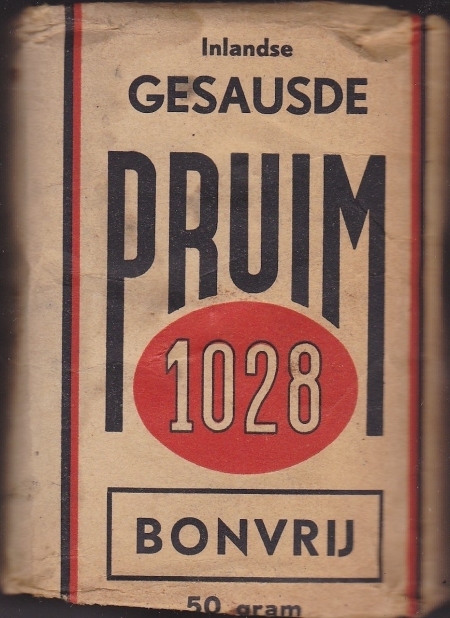 Inlandse
GESAUSDE
PRUIM
1028
BONVRIJ
50 gram